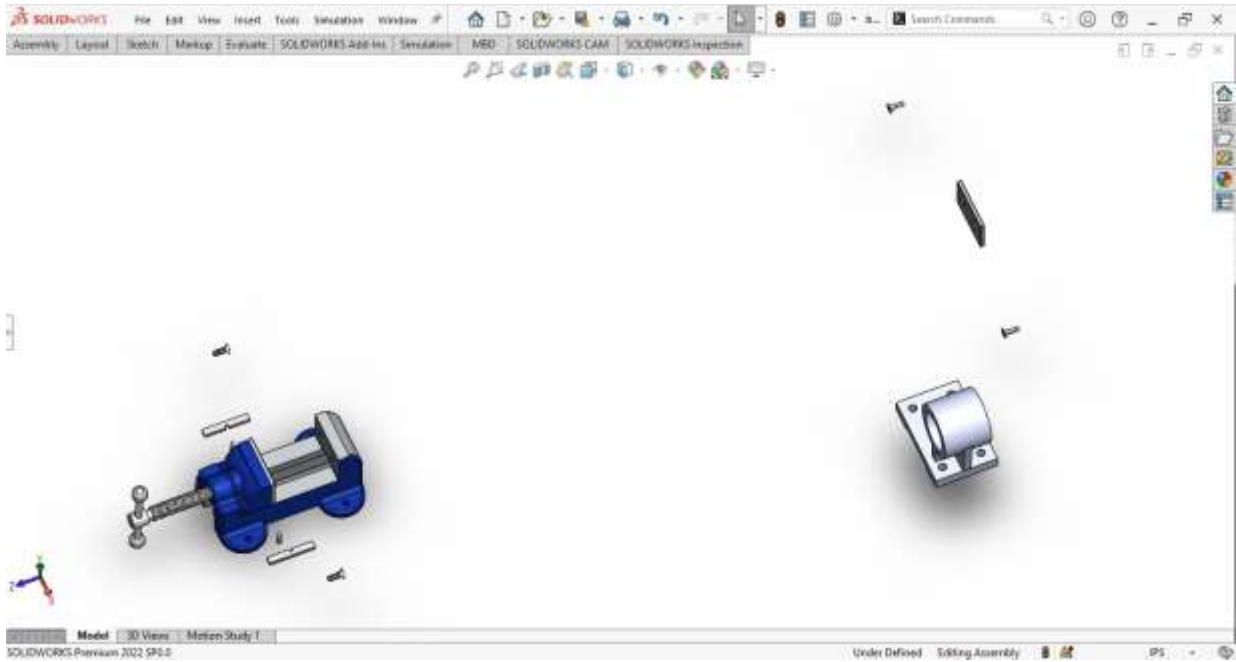 SOLIDWORKS File Edit View Insert Tools Simulation Window Search Commands
Assembly Layout Sketch Markup Evaluate SOLIDWORKS Add-Ins Simulation MBD SOLIDWORKS CAM SOLIDWORKS Inspection
Z
Model 3D Views Motion Study 1
SOLIDWORKS Premium 2022 SP0.0 Under Defined Editing Assembly IPS